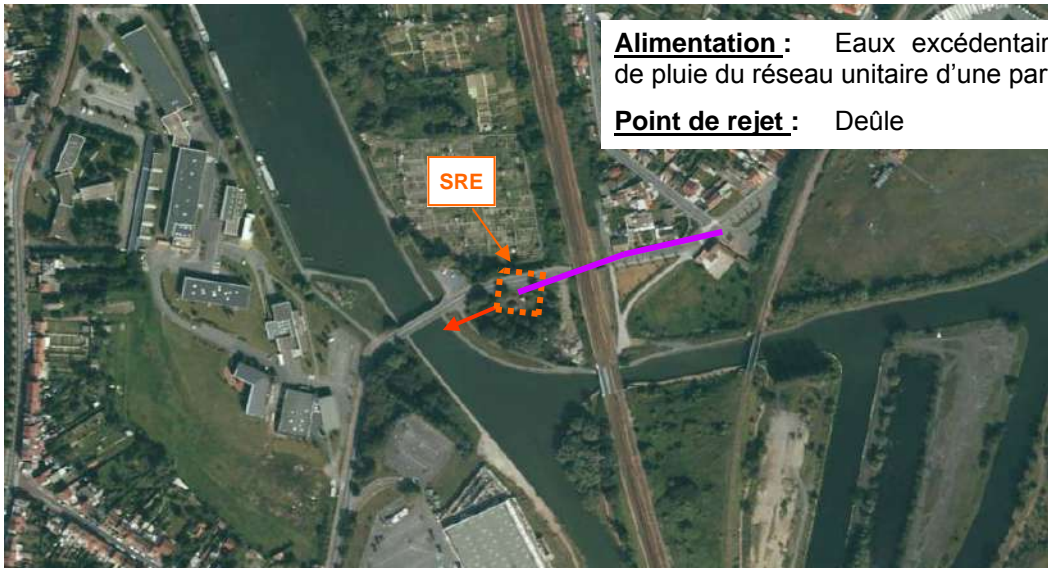 Alimentation : Eaux excédentair
de pluie du réseau unitaire d'une par
Point de rejet : Deûle
SRE